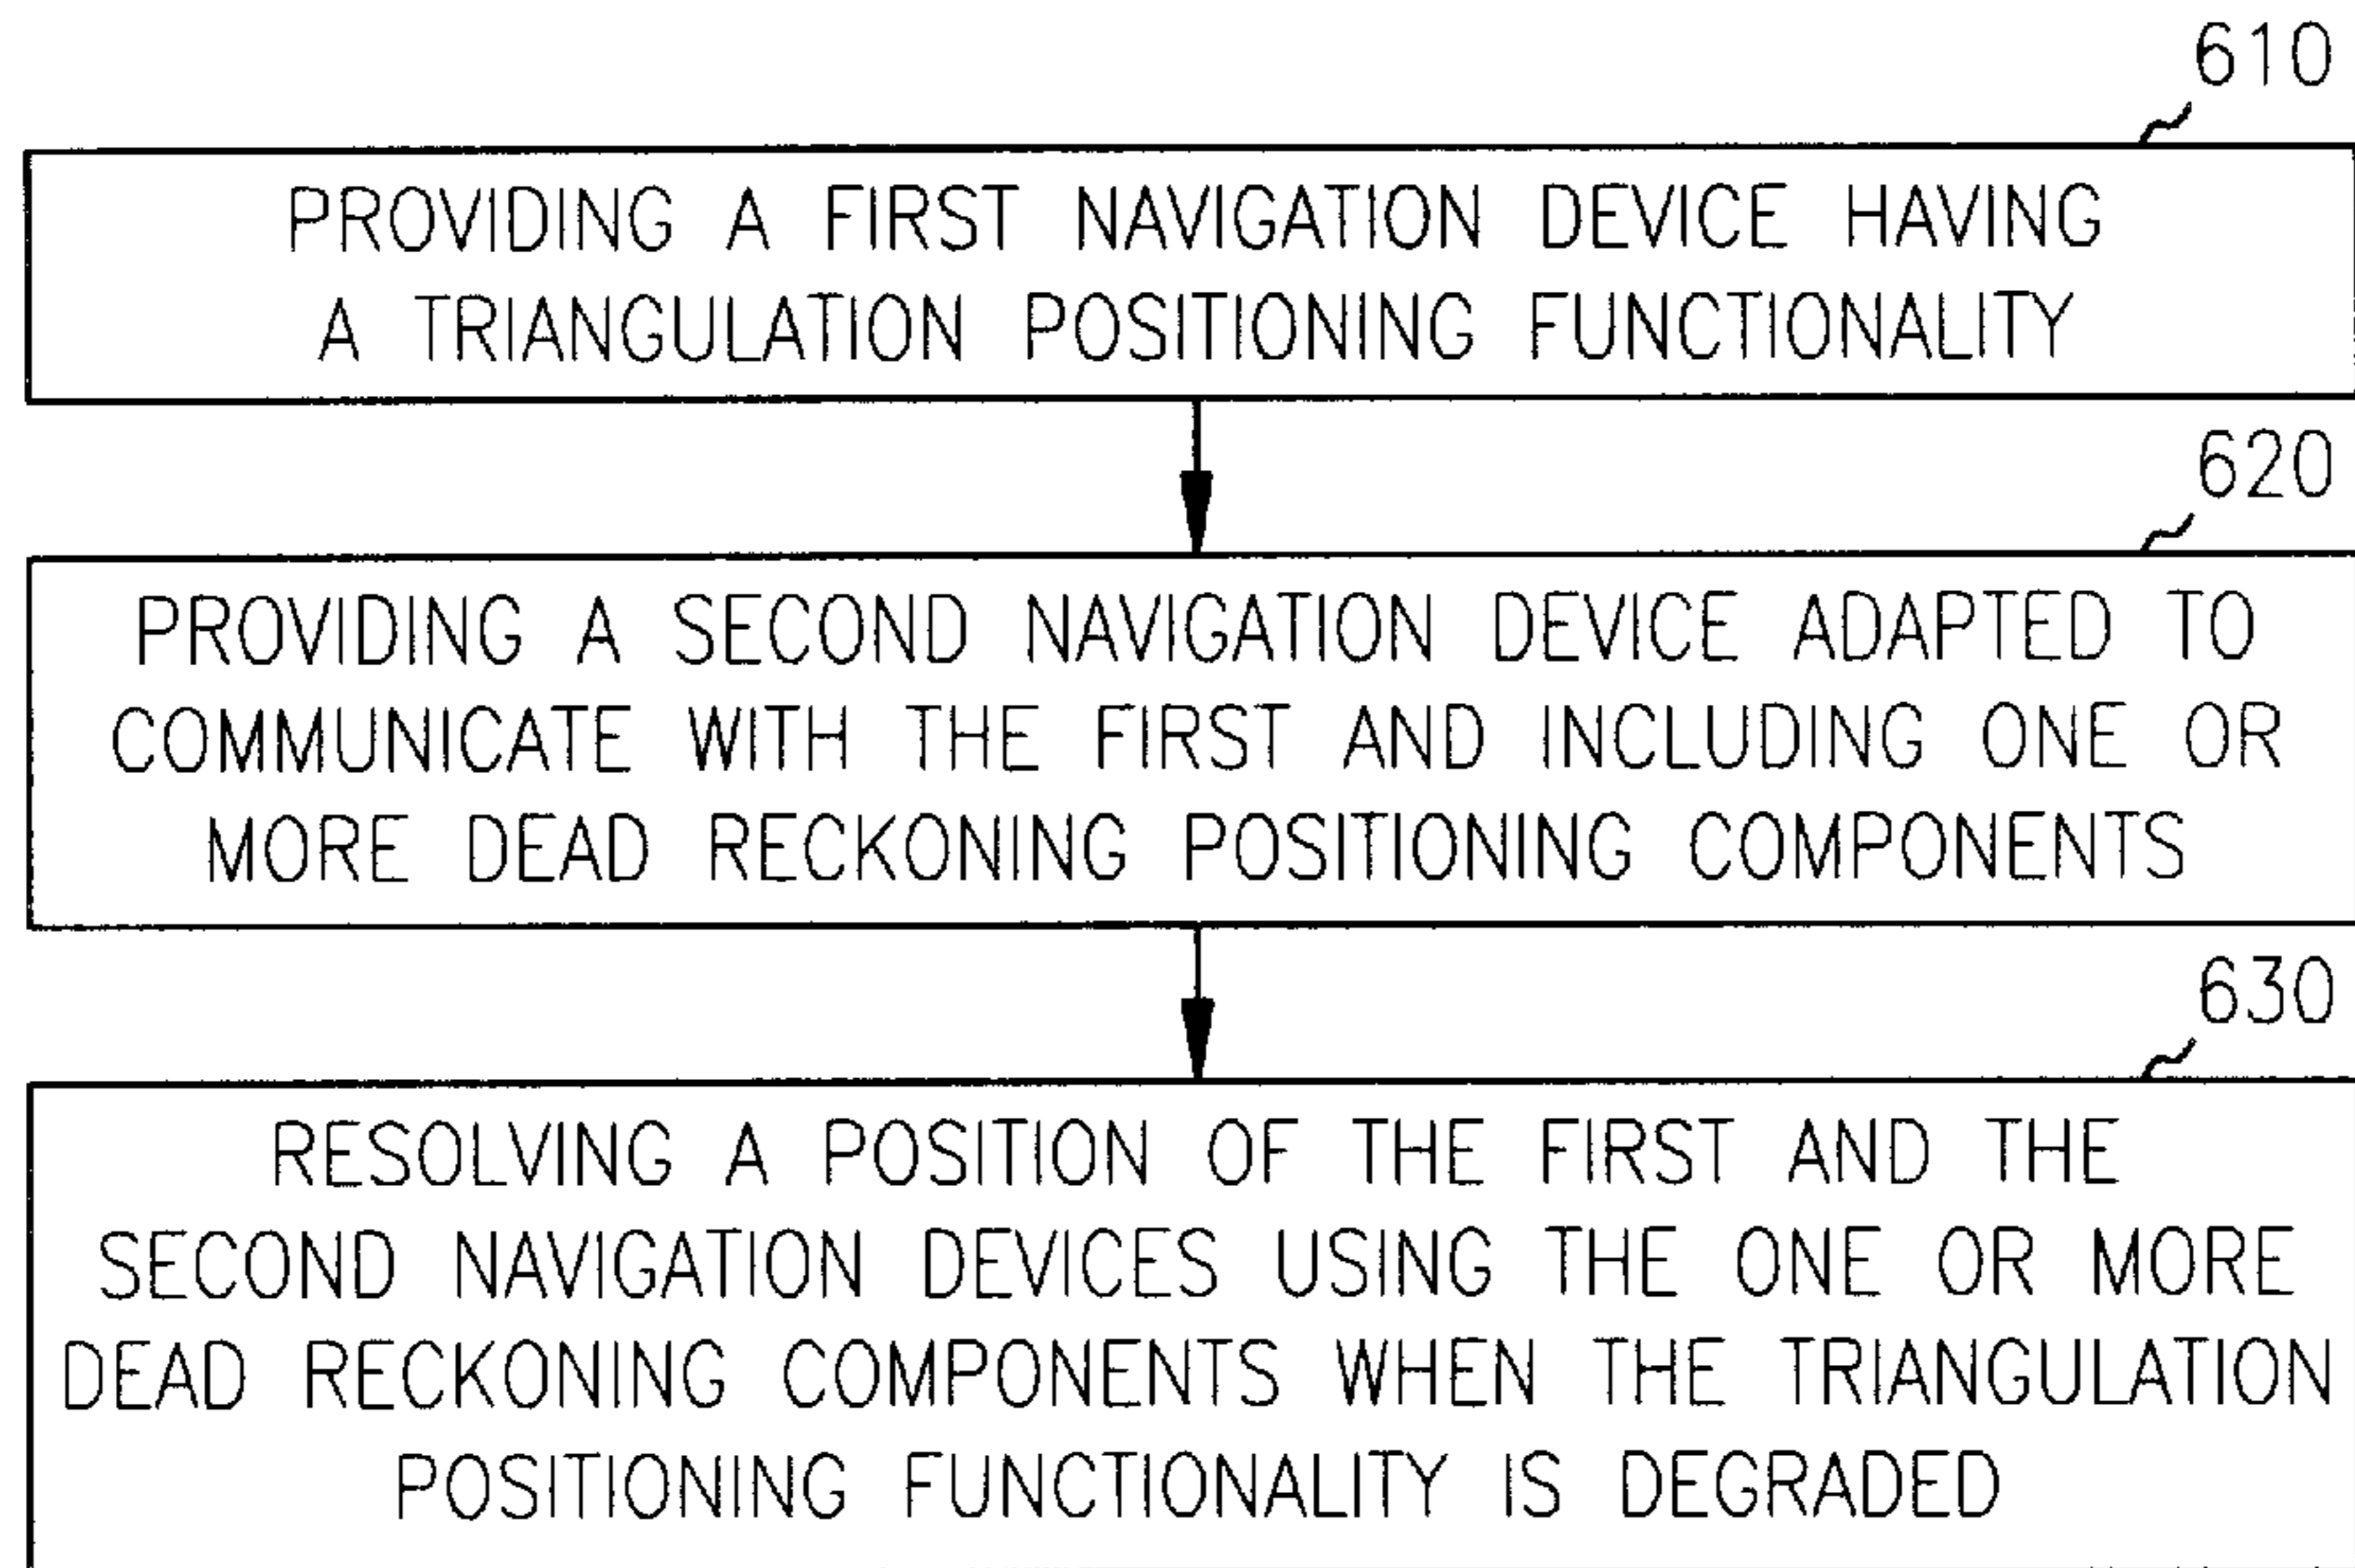 610
PROVIDING A FIRST NAVIGATION DEVICE HAVING
A TRIANGULATION POSITIONING FUNCTIONALITY
620
PROVIDING A SECOND NAVIGATION DEVICE ADAPTED TO
COMMUNICATE WITH THE FIRST AND INCLUDING ONE OR
MORE DEAD RECKONING POSITIONING COMPONENTS
630
RESOLVING A POSITION OF THE FIRST AND THE
SECOND NAVIGATION DEVICES USING THE ONE OR MORE
DEAD RECKONING COMPONENTS WHEN THE TRIANGULATION
POSITIONING FUNCTIONALITY IS DEGRADED